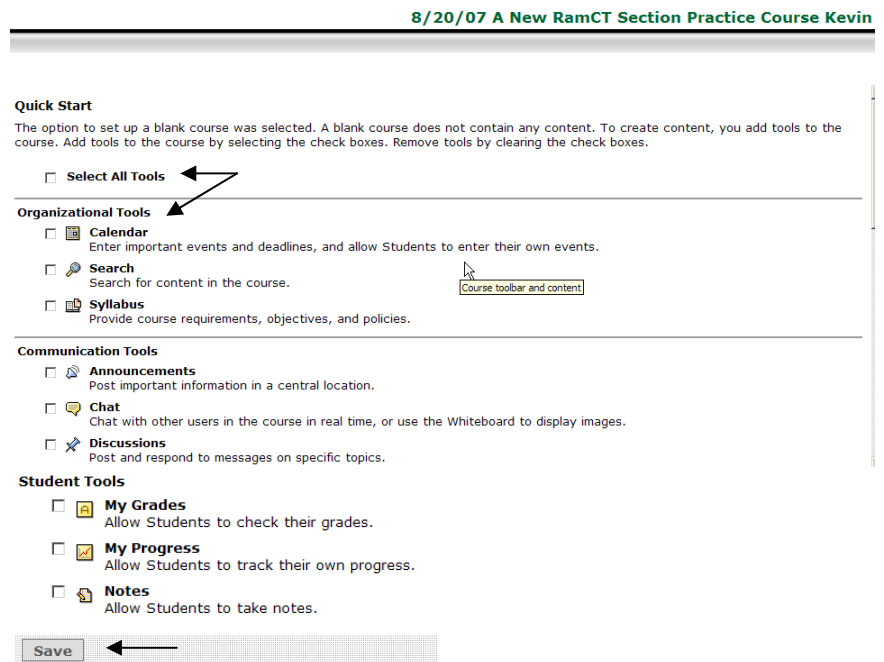 8/20/07 A New RamCT Section Practice Course Kevin
Quick Start
The option to set up a blank course was selected. A blank course does not contain any content. To create content, you add tools to the
course. Add tools to the course by selecting the check boxes. Remove tools by clearing the check boxes.
Select All Tools
Organizational Tools
Calendar
Enter important events and deadlines, and allow Students to enter their own events.
Search
Search for content in the course.
Course toolbar and content
Syllabus
Provide course requirements, objectives, and policies.
Communication Tools
Announcements
Post important information in a central location.
Chat
Chat with other users in the course in real time, or use the Whiteboard to display images.
Discussions
Post and respond to messages on specific topics.
Student Tools
My Grades
Allow Students to check their grades.
My Progress
Allow Students to track their own progress.
Notes
Allow Students to take notes.
Save